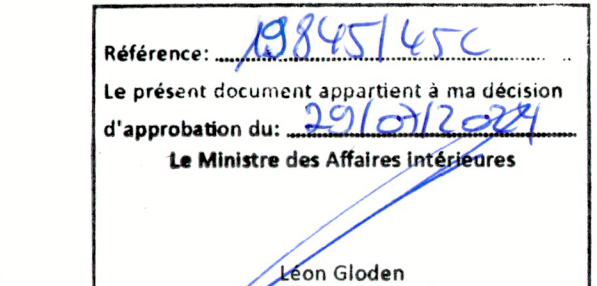 Référence: 19845/45C
Le présent document appartient à ma décision
d'approbation du: 29/07/2024
Le Ministre des Affaires intérieures
Léon Gloden